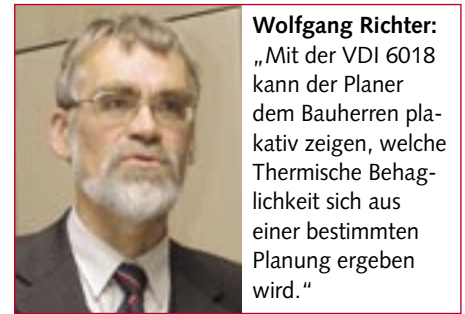 Wolfgang Richter:
„Mit der VDI 6018
kann der Planer
dem Bauherren pla-
kativ zeigen, welche
Thermische Behag-
lichkeit sich aus
einer bestimmten
Planung ergeben
wird.“